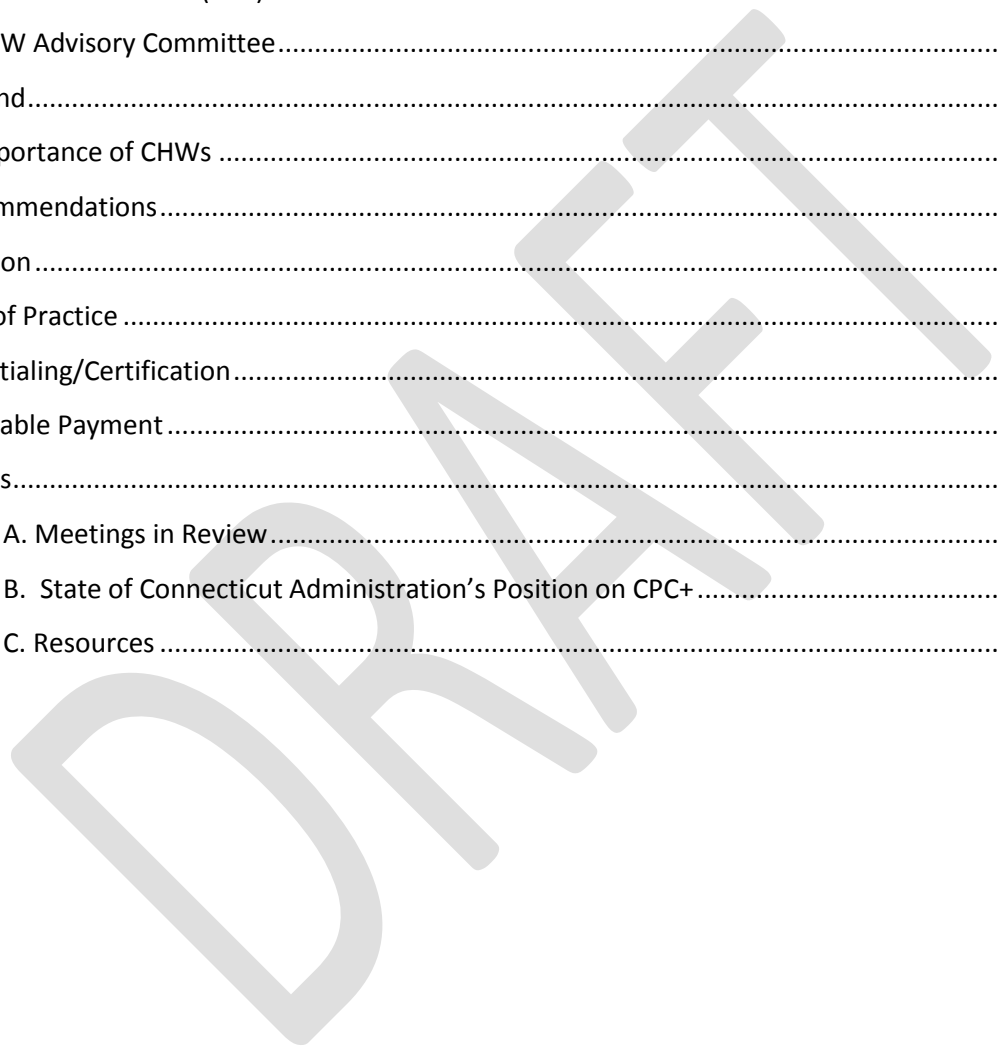 W Advisory Committee
nd
portance of CHWs
mmendations
on
of Practice
tialing/Certification
able Payment
s
A. Meetings in Review
B. State of Connecticut Administration’s Position on CPC+
C. Resources
DRAFT